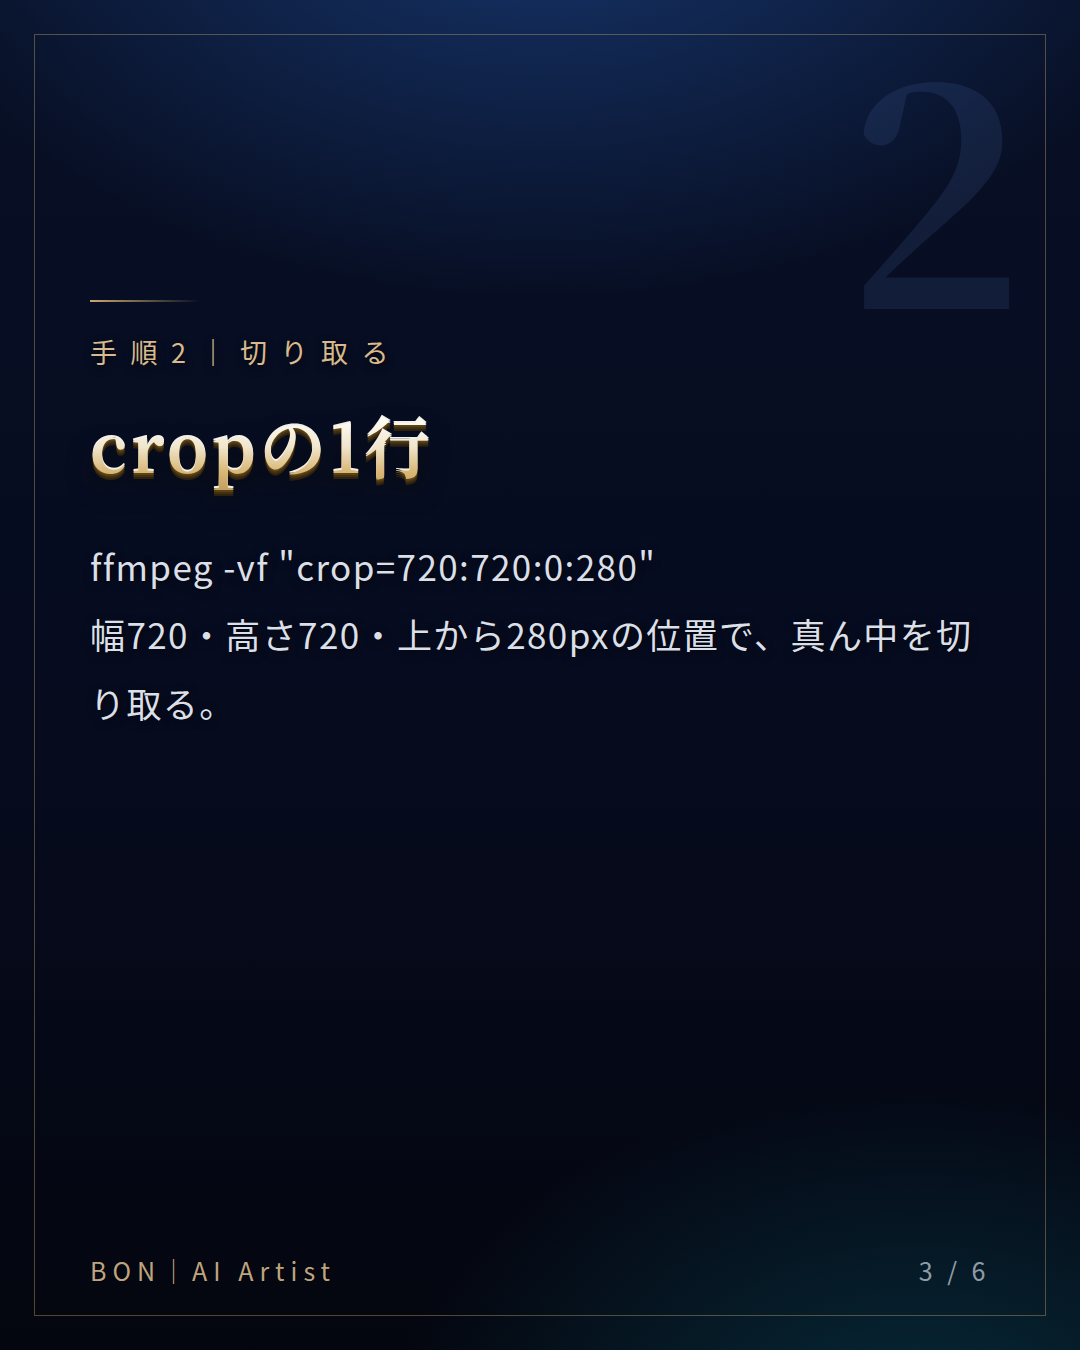 2
手順2｜切り取る
cropの1行
ffmpeg -vf "crop=720:720:0:280"
幅720・高さ720・上から280pxの位置で、真ん中を切
り取る。
BON｜AI Artist
3 / 6